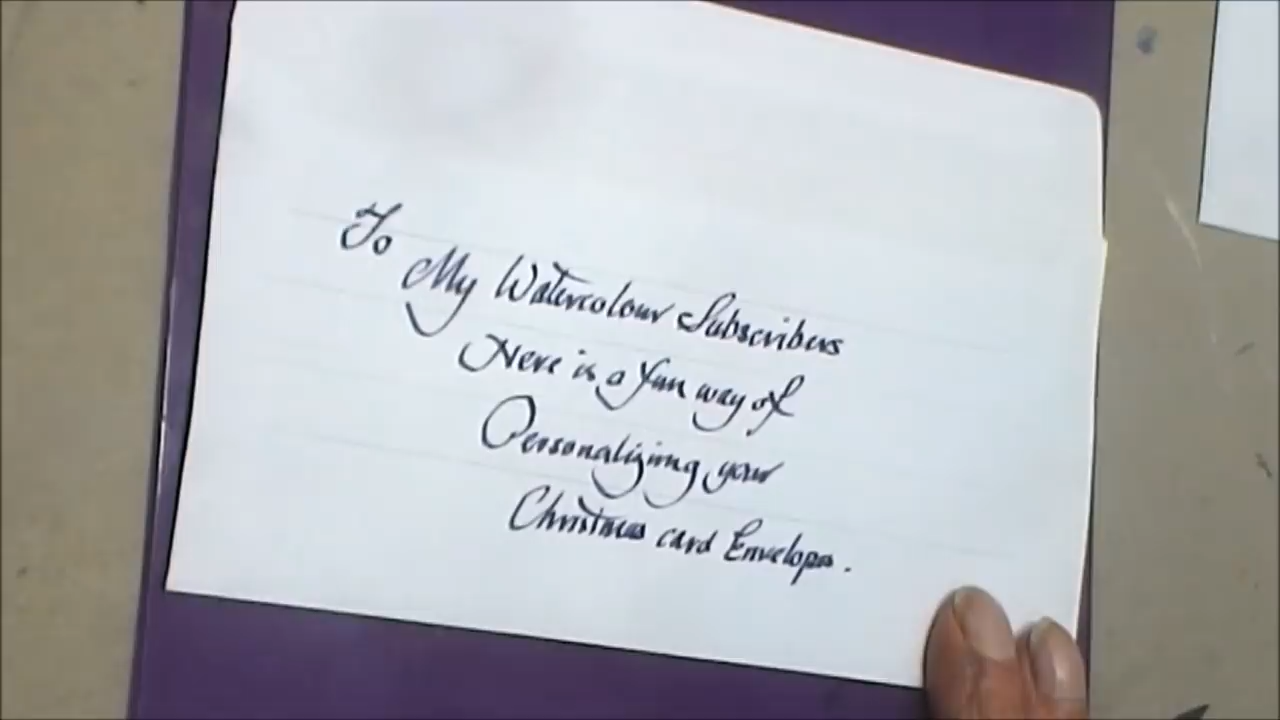 To
My Watercolour Subscribers
Here is a fun way of
Personalizing your
Christmas card Envelopes.